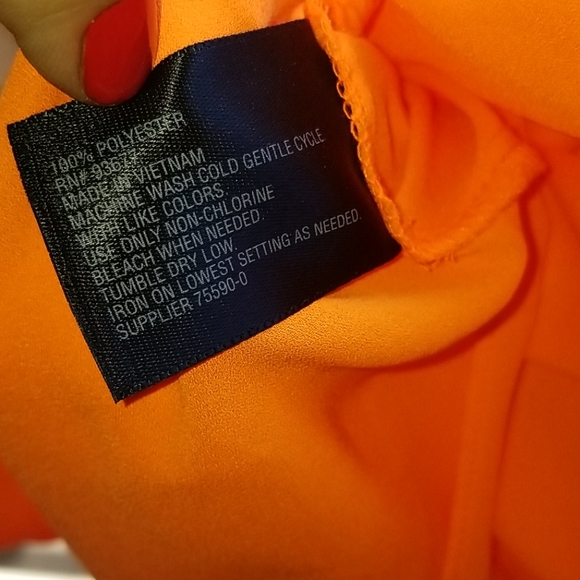 100% POLYESTER
RN# 93677
MADE IN VIETNAM
MACHINE WASH COLD GENTLE CYCLE
WITH LIKE COLORS.
USE ONLY NON-CHLORINE
BLEACH WHEN NEEDED.
TUMBLE DRY LOW.
IRON ON LOWEST SETTING AS NEEDED.
SUPPLIER 75590-0